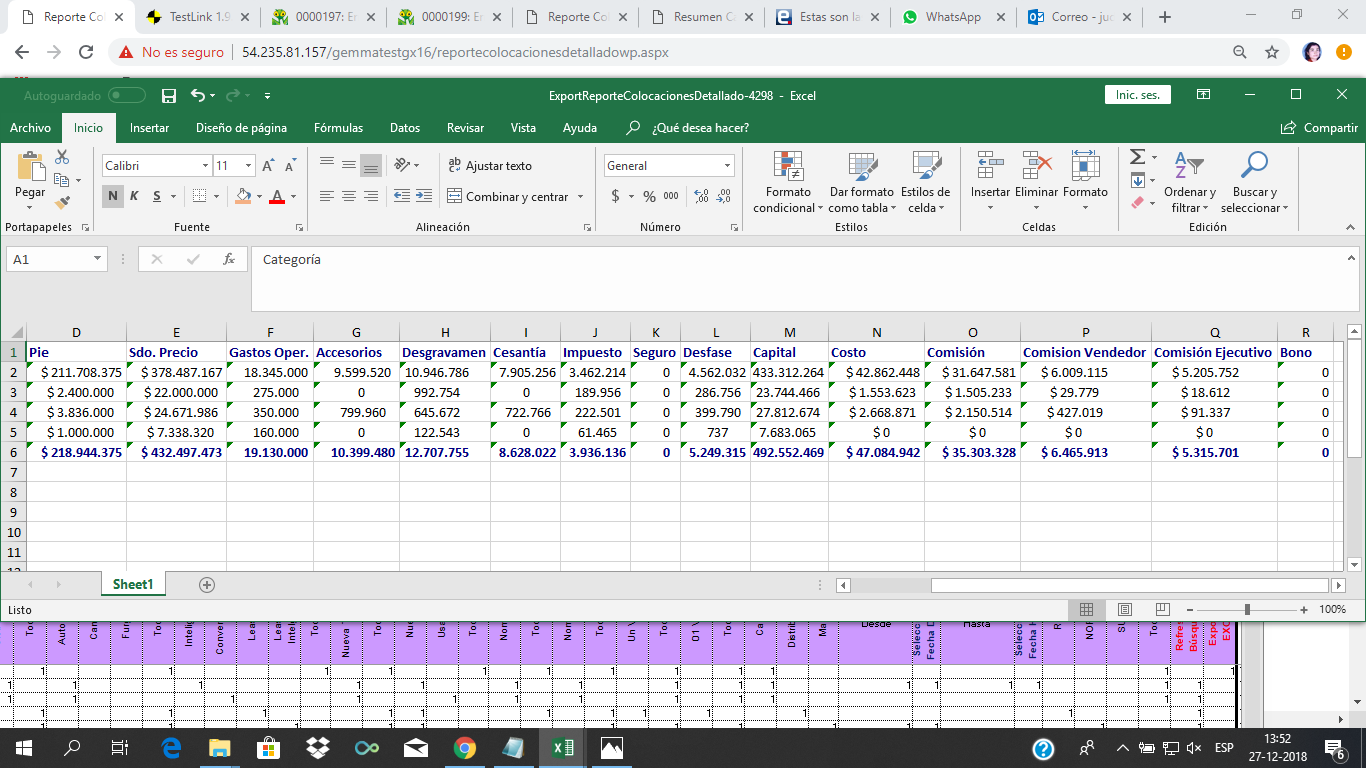 Reporte Co
TestLink 1.9
0000197: E
0000199: E
Reporte Co
Resumen C
Estas son la
WhatsApp
Correo - ju
No es seguro
54.235.81.157/gemmatestgx16/reportecolocacionesdetalladowp.aspx
Autoguardado
ExportReporteColocacionesDetallado-4298 - Excel
Inic. ses.
Archivo Inicio Insertar Diseño de página Fórmulas Datos Revisar Vista Ayuda ¿Qué desea hacer? Compartir
Pegar
Portapapeles
Calibri 11
N K S
Fuente
Ajustar texto
Combinar y centrar
Alineación
General
$ % 000
Número
Formato condicional
Dar formato como tabla
Estilos de celda
Estilos
Insertar Eliminar Formato
Celdas
Ordenar y filtrar
Buscar y seleccionar
Edición
A1
fx
Categoría
D E F G H I J K L M N O P Q R
1 Pie Sdo. Precio Gastos Oper. Accesorios Desgravamen Cesantía Impuesto Seguro Desfase Capital Costo Comisión Comision Vendedor Comisión Ejecutivo Bono
2 $ 211.708.375 $ 378.487.167 18.345.000 9.599.520 10.946.786 7.905.256 3.462.214 0 4.562.032 433.312.264 $ 42.862.448 $ 31.647.581 $ 6.009.115 $ 5.205.752 0
3 $ 2.400.000 $ 22.000.000 275.000 0 992.754 0 189.956 0 286.756 23.744.466 $ 1.553.623 $ 1.505.233 $ 29.779 $ 18.612 0
4 $ 3.836.000 $ 24.671.986 350.000 799.960 645.672 722.766 222.501 0 399.790 27.812.674 $ 2.668.871 $ 2.150.514 $ 427.019 $ 91.337 0
5 $ 1.000.000 $ 7.338.320 160.000 0 122.543 0 61.465 0 737 7.683.065 $ 0 $ 0 $ 0 $ 0 0
6 $ 218.944.375 $ 432.497.473 19.130.000 10.399.480 12.707.755 8.628.022 3.936.136 0 5.249.315 492.552.469 $ 47.084.942 $ 35.303.328 $ 6.465.913 $ 5.315.701 0
7
8
9
10
11
Sheet1
Listo
100%
Desde
Hasta
ESP
13:52
27-12-2018
6